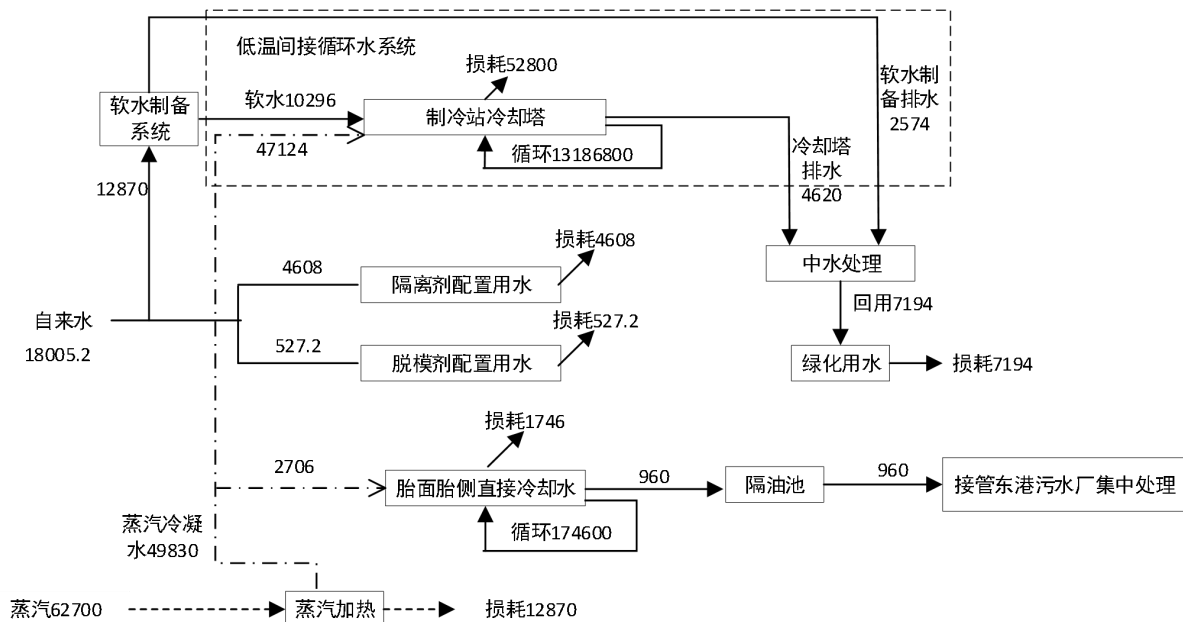 低温间接循环水系统
损耗52800
软水制备系统
软水10296
制冷站冷却塔
47124
循环13186800
软水制
备排水
2574
冷却塔
排水
4620
12870
损耗4608
4608
隔离剂配置用水
中水处理
回用7194
自来水
18005.2
损耗527.2
527.2
脱模剂配置用水
绿化用水
损耗7194
损耗1746
2706
胎面胎侧直接冷却水
960
隔油池
960
接管东港污水厂集中处理
循环174600
蒸汽冷凝
水49830
蒸汽62700
蒸汽加热
损耗12870